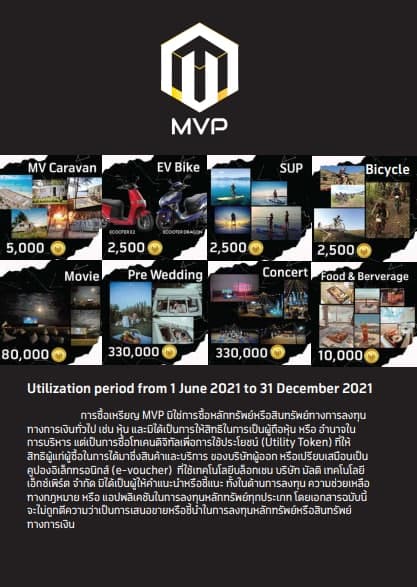 MVP
MV Caravan
5,000
EV Bike
ECOOTER E2
ECOOTER DRAGON
2,500
SUP
2,500
Bicycle
2,500
Movie
80,000
Pre Wedding
330,000
Concert
330,000
Food & Berverage
10,000
Utilization period from 1 June 2021 to 31 December 2021
การซื้อเหรียญ MVP มิใช่การซื้อหลักทรัพย์หรือสินทรัพย์ทางการลงทุน
ทางการเงินทั่วไป เช่น หุ้น และมิได้เป็นการให้สิทธิในการเป็นผู้ถือหุ้น หรือ อำนาจใน
การบริหาร แต่เป็นการซื้อโทเคนดิจิทัลเพื่อการใช้ประโยชน์ (Utility Token) ที่ให้
สิทธิผู้แก่ผู้ซื้อในการได้มาซึ่งสินค้าและบริการ ของบริษัทผู้ออก หรือเปรียบเสมือนเป็น
คูปองอิเล็กทรอนิกส์ (e-voucher) ที่ใช้เทคโนโลยีบล็อกเชน บริษัท มัลติ เทคโนโลยี
เอ็กซ์เพิร์ต จำกัด มิได้เป็นผู้ให้คำแนะนำหรือชี้แนะ ทั้งในด้านการลงทุน ความช่วยเหลือ
ทางกฎหมาย หรือ แอปพลิเคชันในการลงทุนหลักทรัพย์ทุกประเภท โดยเอกสารฉบับนี้
จะไม่ถูกตีความว่าเป็นการเสนอขายหรือชี้นำในการลงทุนหลักทรัพย์หรือสินทรัพย์
ทางการเงิน